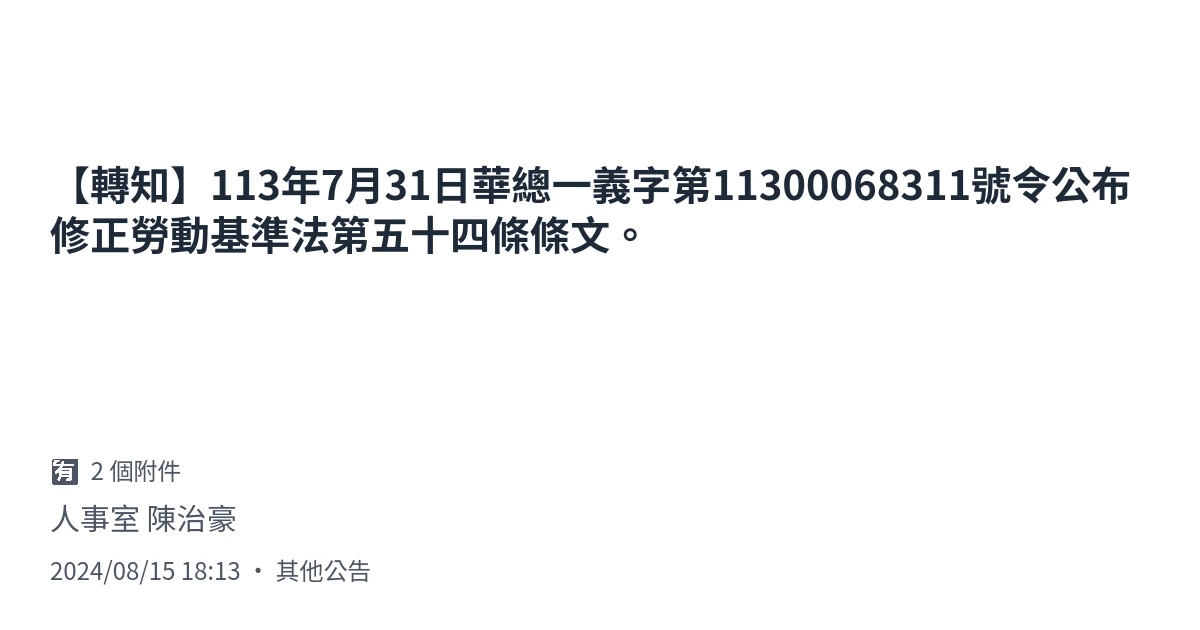 【轉知】113年7月31日華總一義字第11300068311號令公布
修正勞動基準法第五十四條條文。
有 2 個附件
人事室 陳治豪
2024/08/15 18:13 • 其他公告